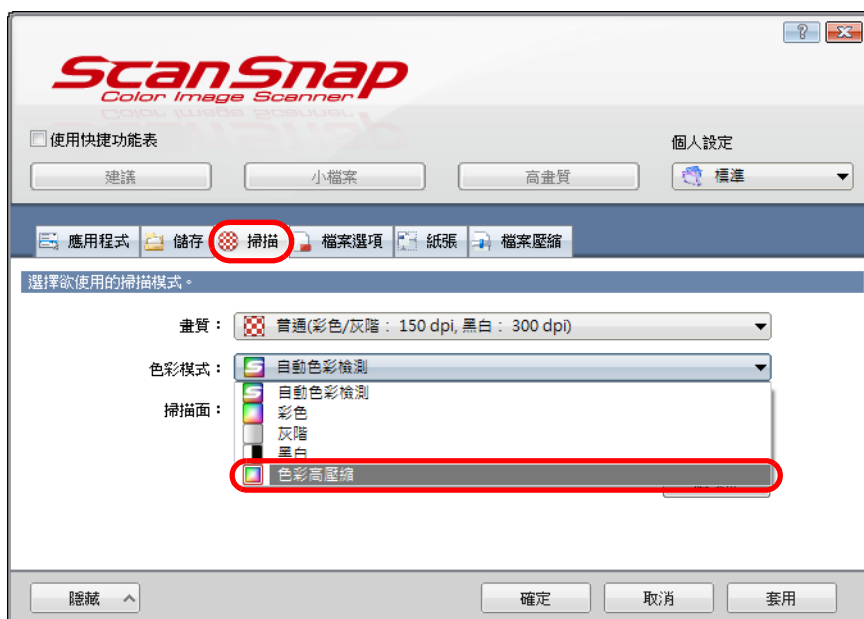 ScanSnap
Color Image Scanner
使用快捷功能表
個人設定
建議 小檔案 高畫質 標準
應用程式 儲存 掃描 檔案選項 紙張 檔案壓縮
選擇欲使用的掃描模式。
畫質： 普通(彩色/灰階： 150 dpi, 黑白： 300 dpi)
色彩模式： 自動色彩檢測
自動色彩檢測
掃描面： 彩色
灰階
黑白
色彩高壓縮
隱藏 確定 取消 套用